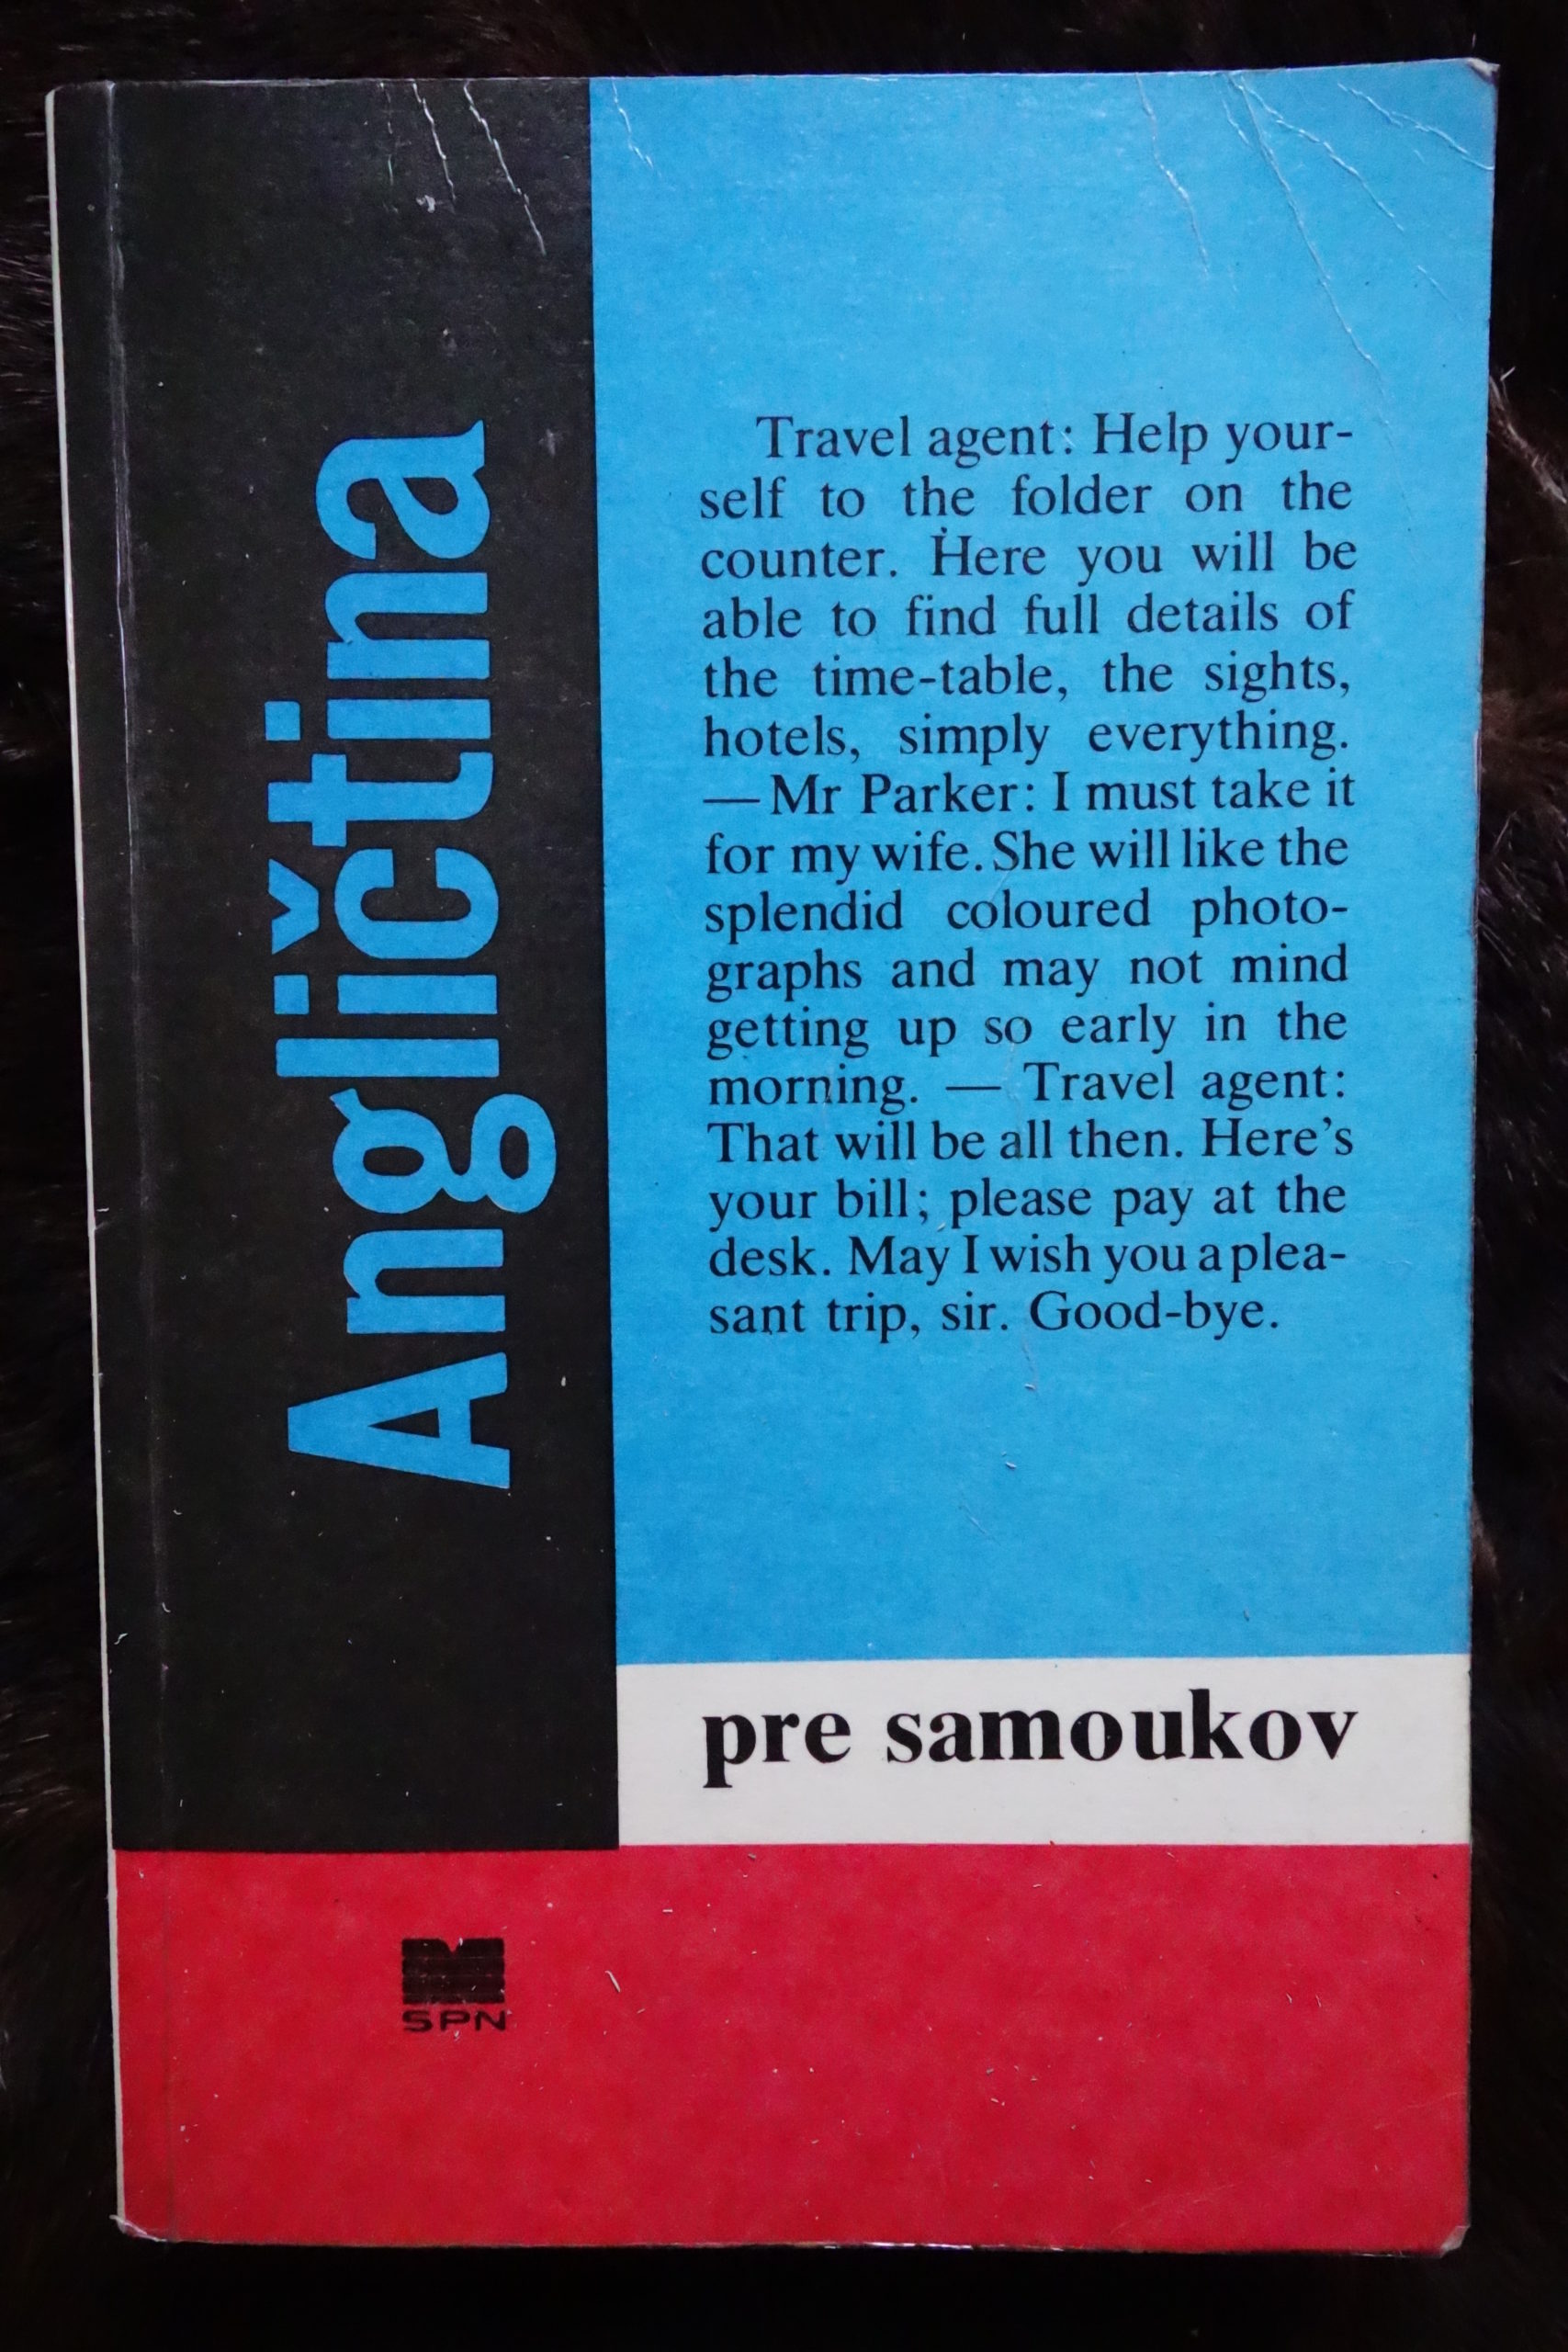 Angličtina
Travel agent: Help your-
self to the folder on the
counter. Here you will be
able to find full details of
the time-table, the sights,
hotels, simply everything.
— Mr Parker: I must take it
for my wife. She will like the
splendid coloured photo-
graphs and may not mind
getting up so early in the
morning. — Travel agent:
That will be all then. Here’s
your bill; please pay at the
desk. May I wish you a plea-
sant trip, sir. Good-bye.
pre samoukov
SPN